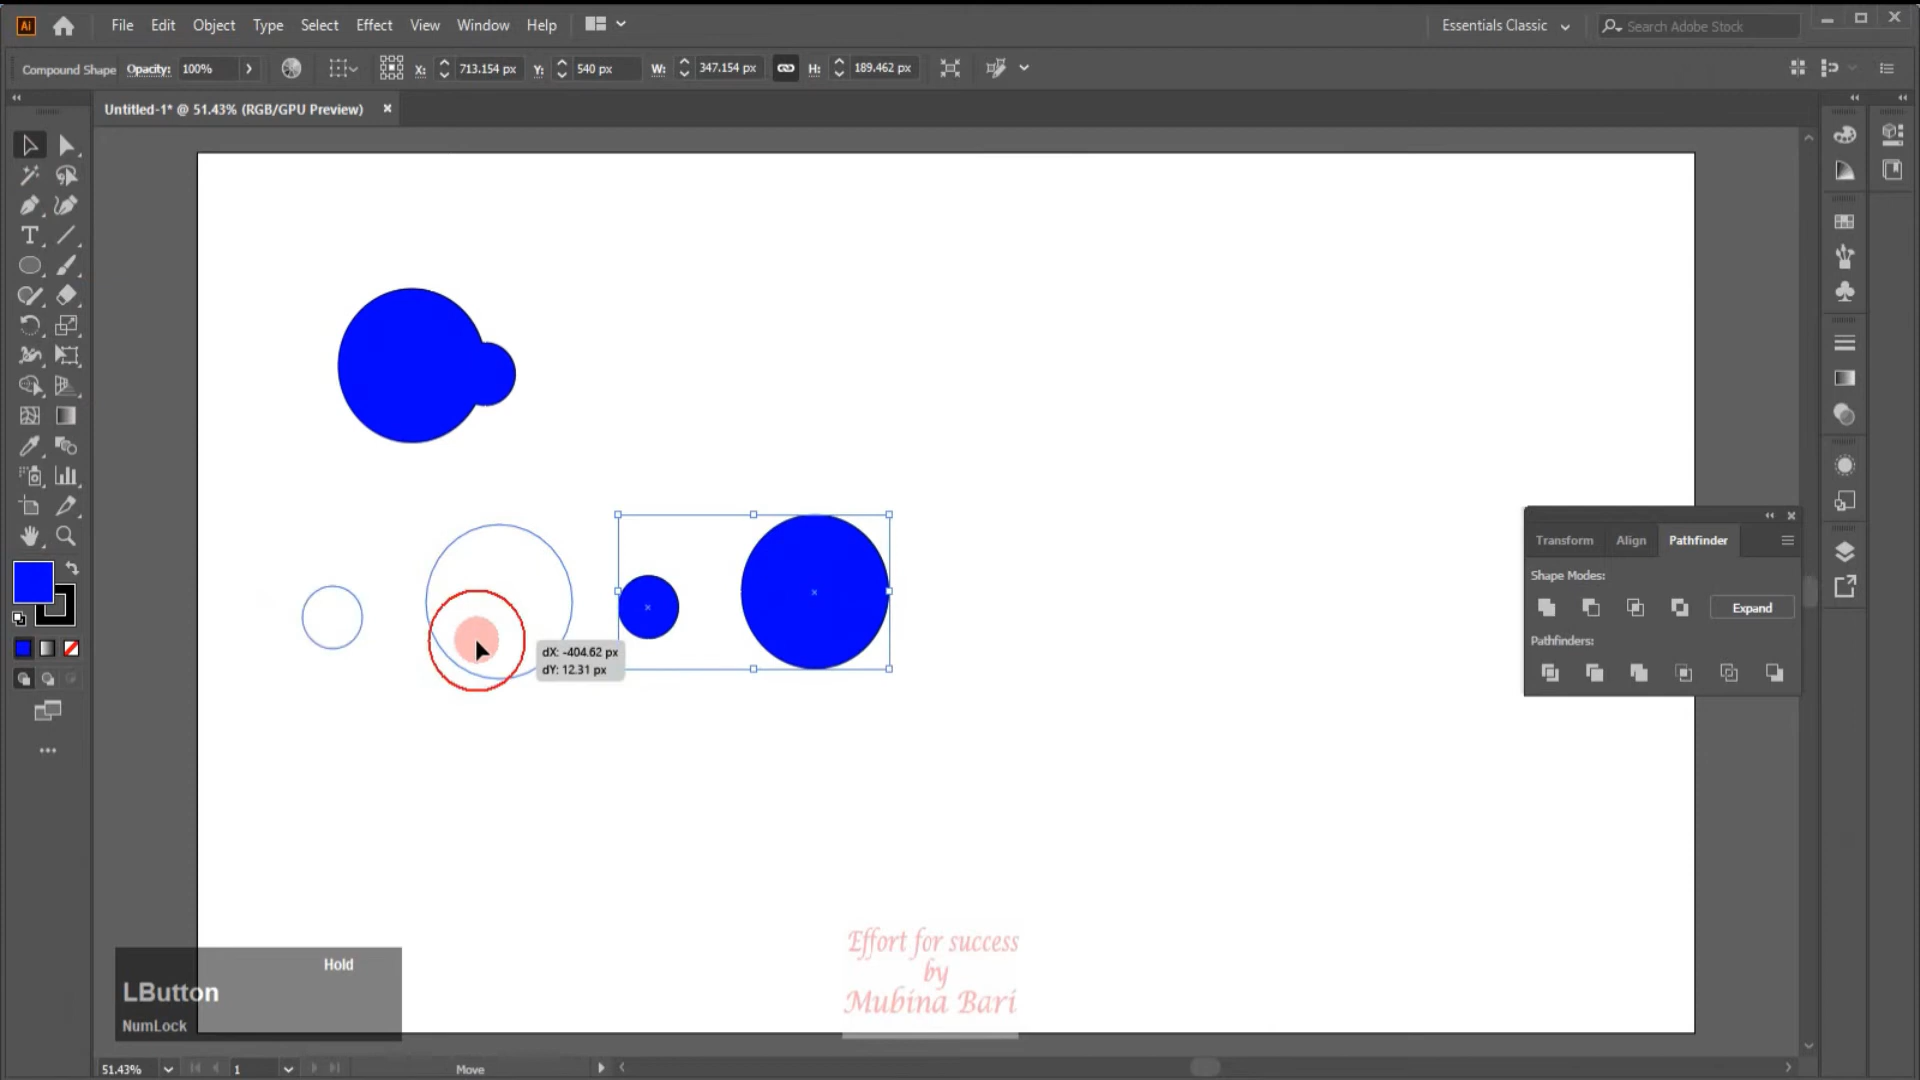 Ai File Edit Object Type Select Effect View Window Help Essentials Classic Search Adobe Stock
Compound Shape Opacity: 100% X: 713.154 px Y: 540 px W: 347.154 px H: 189.462 px
Untitled-1* @ 51.43% (RGB/GPU Preview)
Transform Align Pathfinder
Shape Modes:
Expand
Pathfinders:
dX: -404.62 px
dY: 12.31 px
Effort for success
by
Mubina Bari
Hold
LButton
NumLock
51.43% 1 Move